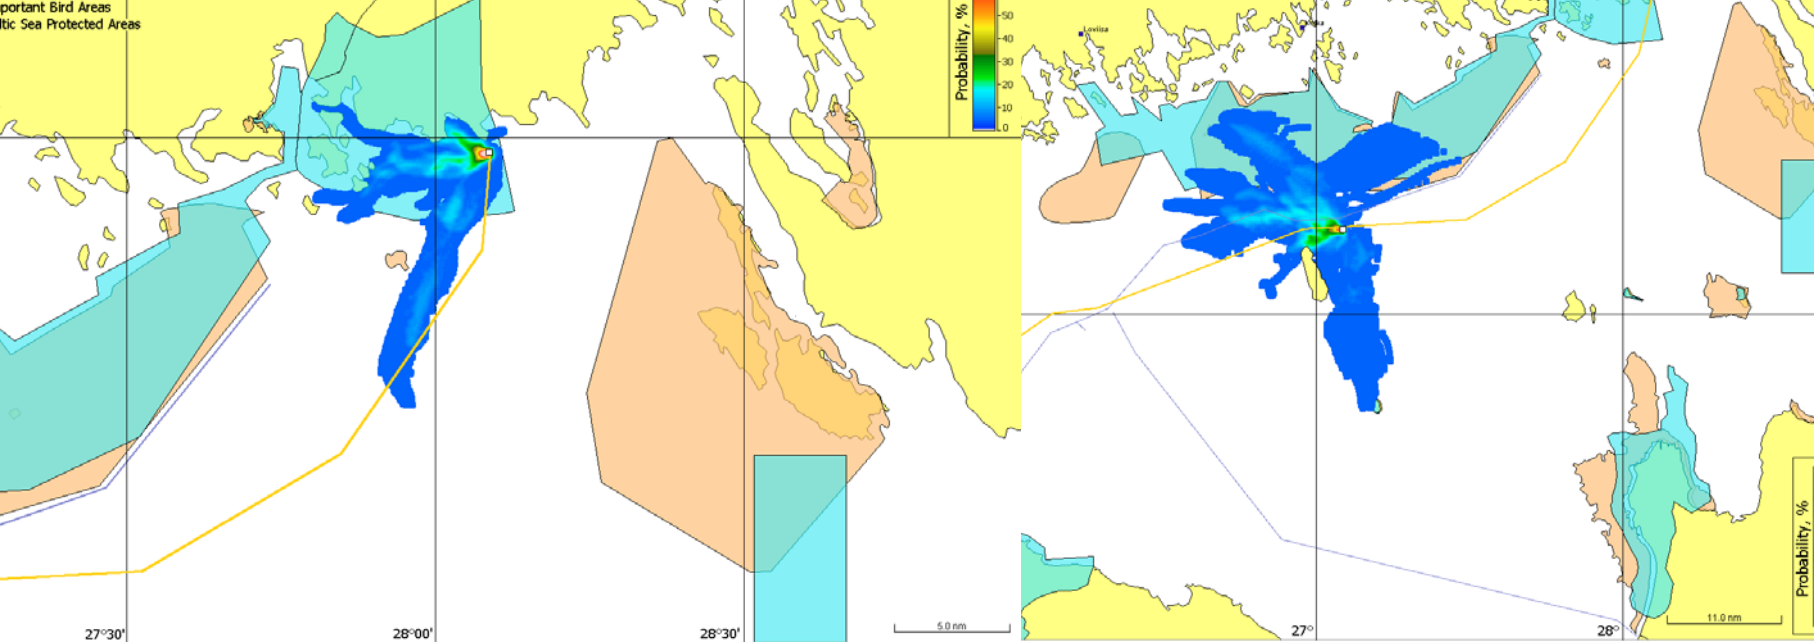 portant Bird Areas
ltic Sea Protected Areas
Probability, %
50
40
30
20
10
0
27°30'
28°00'
28°30'
5.0 nm
Loviisa
27°
28°
11.0 nm
Probability, %